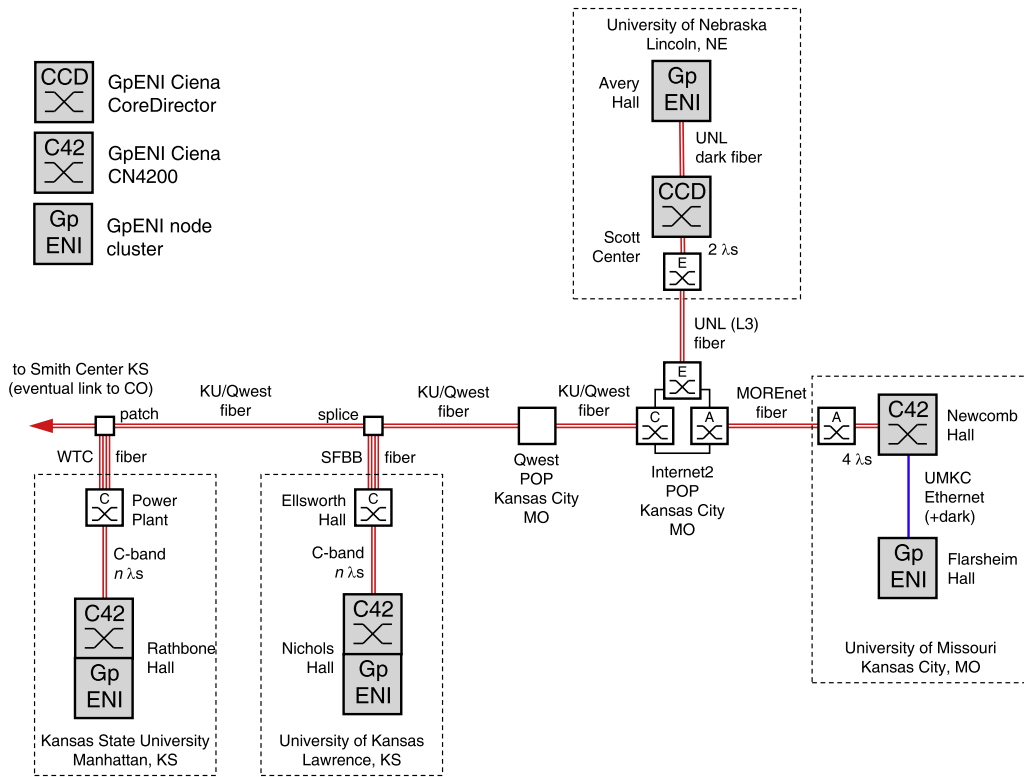 University of Nebraska
Lincoln, NE
CCD
GpENI Ciena
CoreDirector
C42
GpENI Ciena
CN4200
Gp
ENI
GpENI node
cluster
Avery
Hall
Gp
ENI
UNL
dark fiber
CCD
Scott
Center
2 λs
E
UNL (L3)
fiber
to Smith Center KS
(eventual link to CO)
patch
KU/Qwest
fiber
splice
KU/Qwest
fiber
KU/Qwest
fiber
E
C
A
MOREnet
fiber
A
4 λs
C42
Newcomb
Hall
WTC
fiber
SFBB
fiber
Qwest
POP
Kansas City
MO
Internet2
POP
Kansas City
MO
UMKC
Ethernet
(+dark)
C
Power
Plant
Ellsworth
Hall
C
C-band
n λs
C-band
n λs
Gp
ENI
Flarsheim
Hall
C42
Rathbone
Hall
Gp
ENI
Nichols
Hall
C42
Gp
ENI
University of Missouri
Kansas City, MO
Kansas State University
Manhattan, KS
University of Kansas
Lawrence, KS